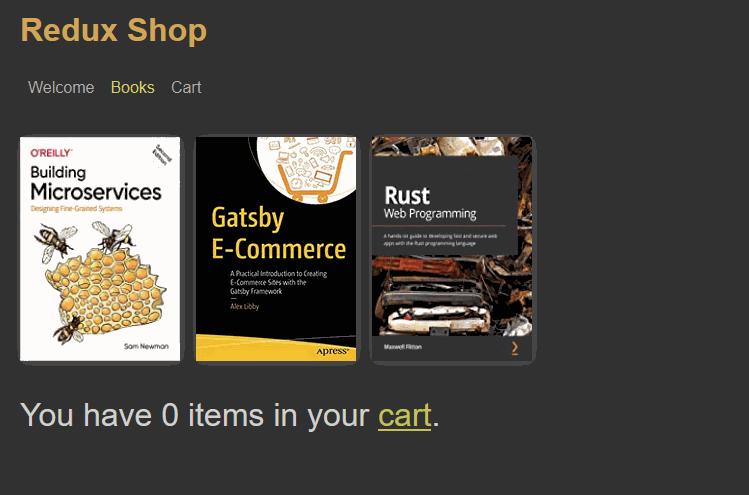 Redux Shop
Welcome Books Cart
O'REILLY®
Second
Edition
Building
Microservices
Designing Fine-Grained Systems
Sam Newman
Gatsby
E-Commerce
A Practical Introduction to Creating
E-Commerce Sites with the
Gatsby Framework
—
Alex Libby
Apress®
Rust
Web Programming
A hands-on guide to developing fast and secure web
apps with the Rust programming language
Maxwell Flitton
You have 0 items in your cart.